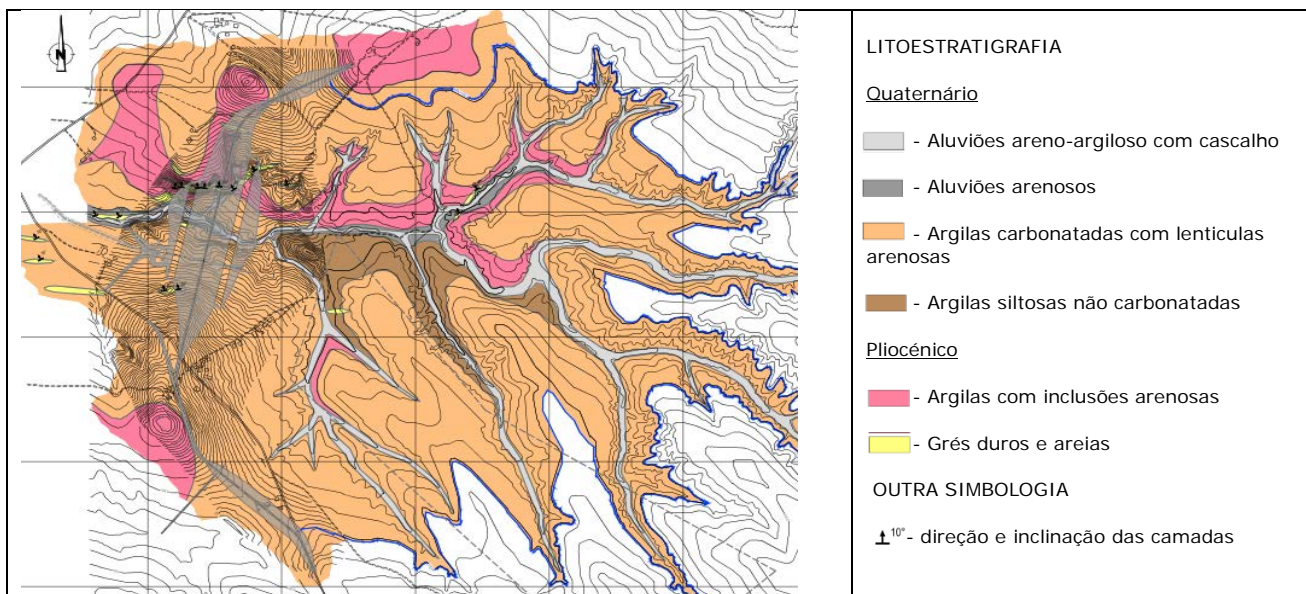 N
LITOESTRATIGRAFIA
Quaternário
- Aluviões areno-argiloso com cascalho
- Aluviões arenosos
- Argilas carbonatadas com lenticulas
arenosas
- Argilas siltosas não carbonatadas
Pliocénico
- Argilas com inclusões arenosas
- Grés duros e areias
OUTRA SIMBOLOGIA
10° - direção e inclinação das camadas